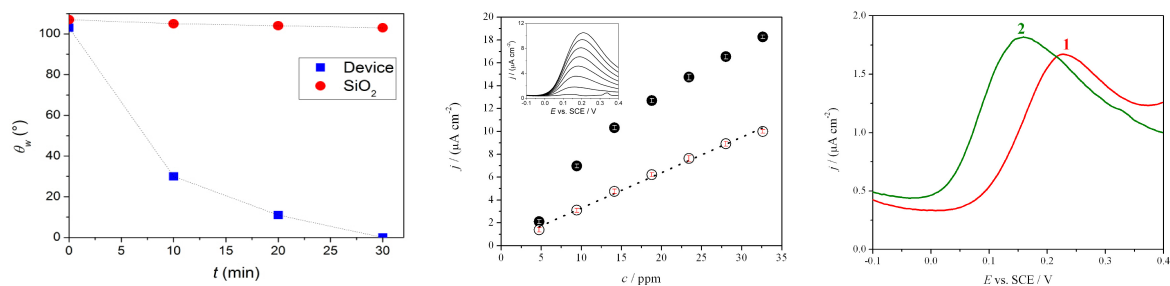 100
80
60
40
20
0
θw (°)
Device
SiO2
0
10
20
30
t (min)
20
18
16
14
12
10
8
6
4
2
0
j / (μA cm-2)
12
8
4
0
j / (μA cm-2)
-0.1 0.0 0.1 0.2 0.3 0.4
E vs. SCE / V
0 5 10 15 20 25 30 35
c / ppm
2.0
1.5
1.0
0.5
0.0
j / (μA cm-2)
2
1
-0.1 0.0 0.1 0.2 0.3 0.4
E vs. SCE / V